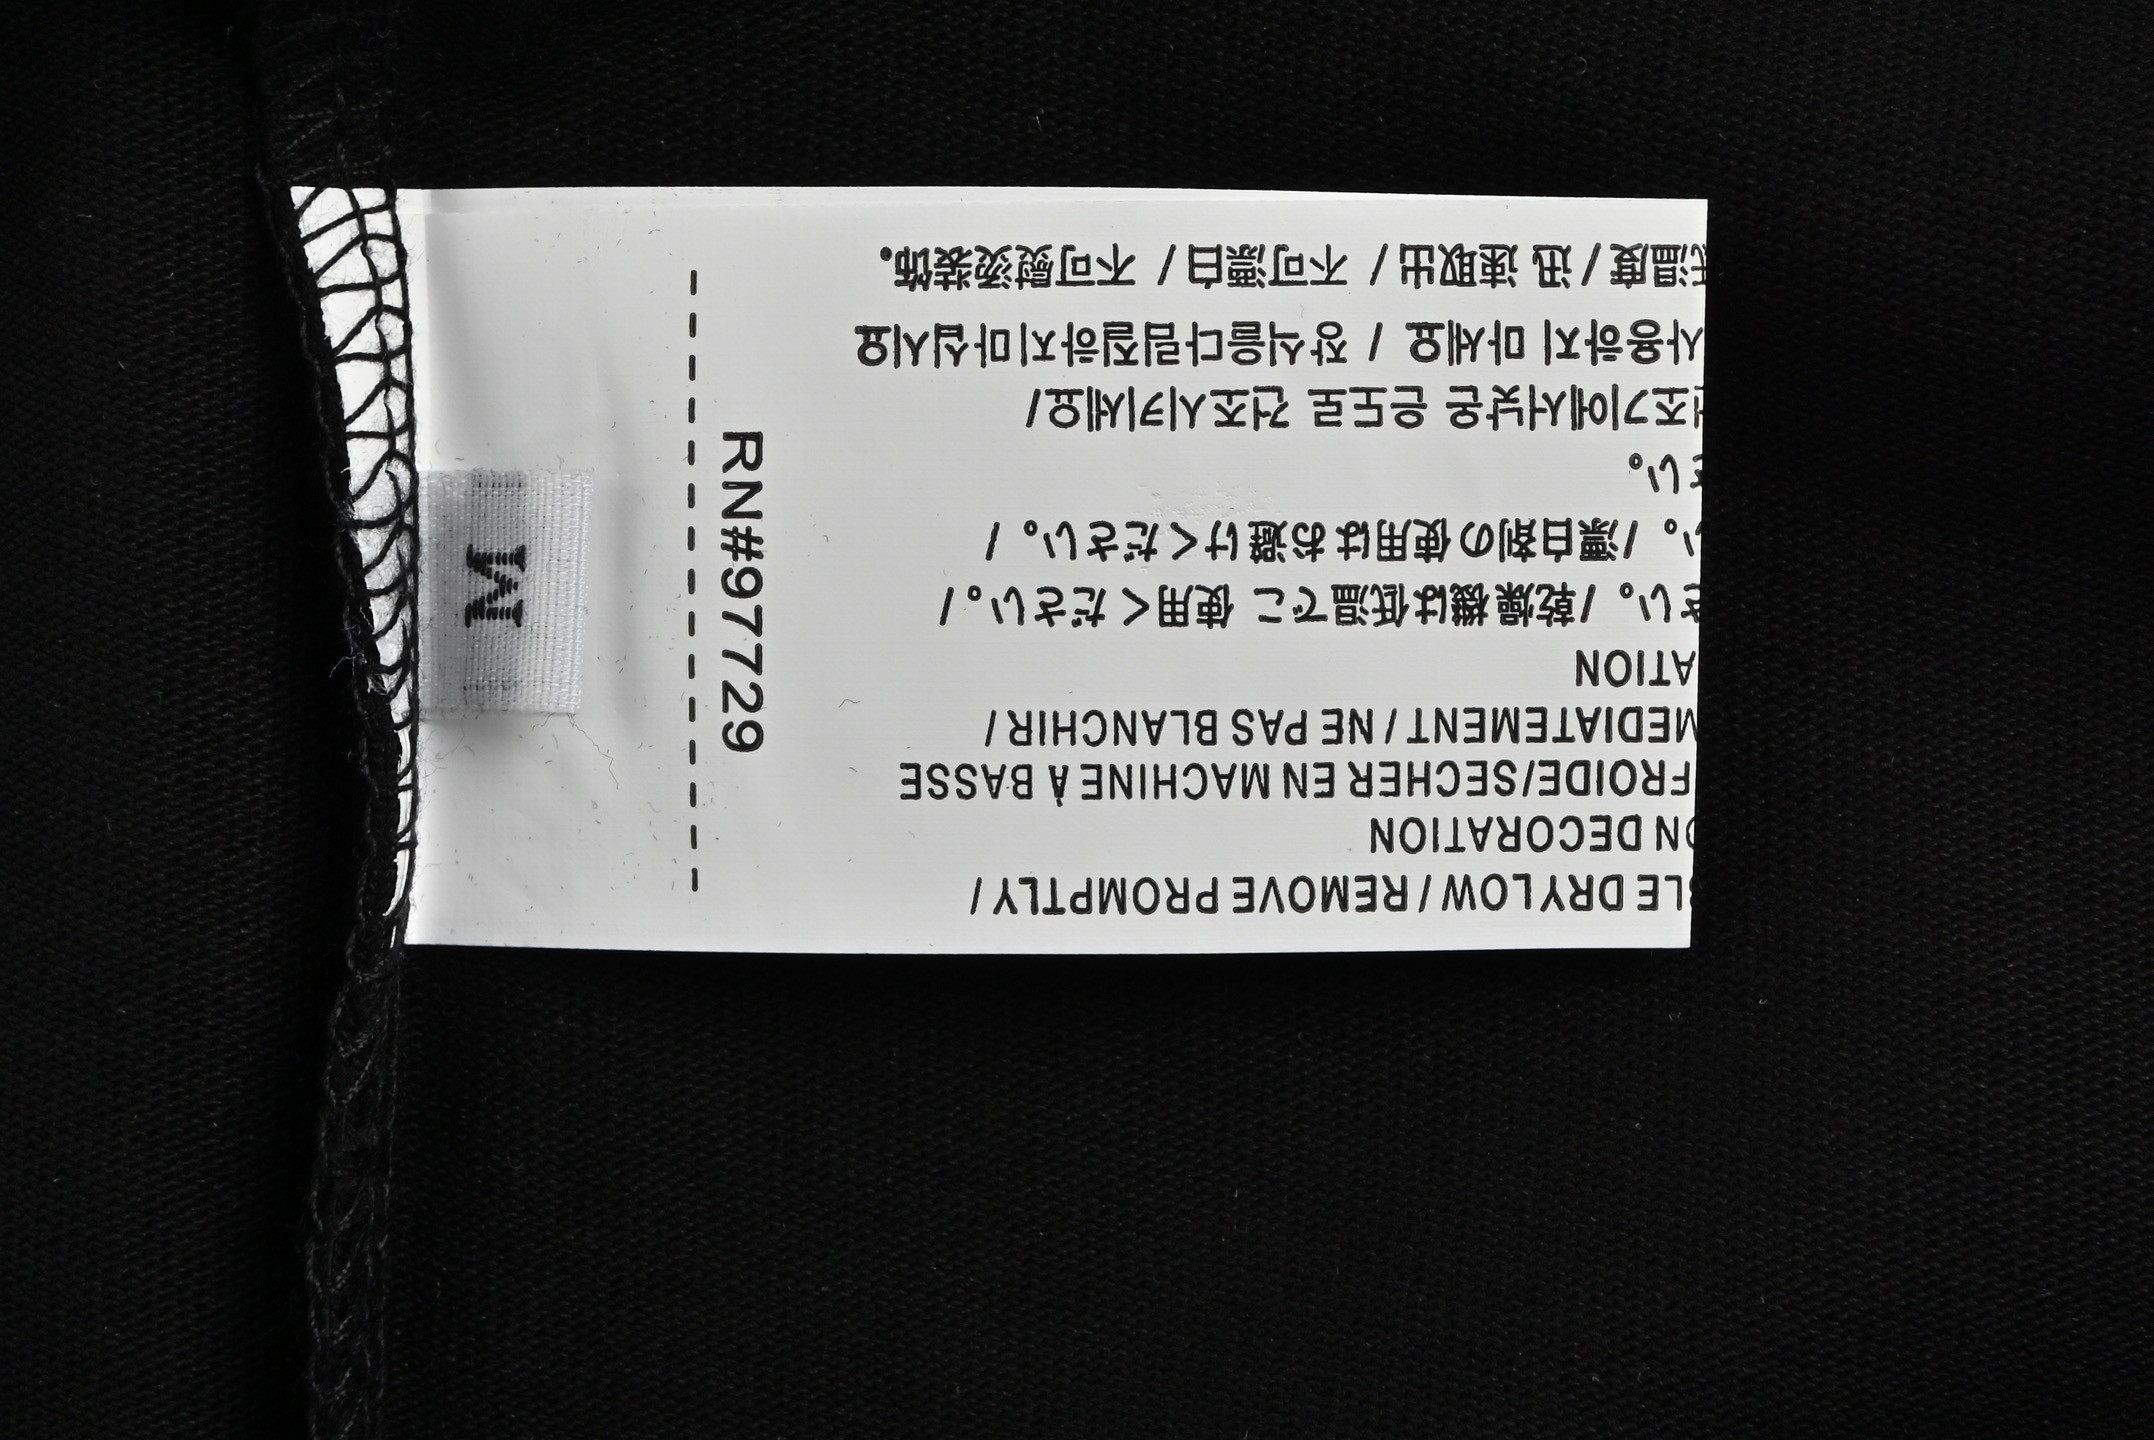 M
RN#97729
LE DRY LOW / REMOVE PROMPTLY /
ON DECORATION
FROIDE/SECHER EN MACHINE À BASSE
MEDIATEMENT / NE PAS BLANCHIR /
ATION
さい。/乾燥機は低温でご 使用く ださい。/
い。/漂白剤の使用はお避けください。/
さい。
건조기에서낮은 온도로 건조시키세요/
사용하지 마세요 / 장식을다림질하지마십시요
低温度 / 迅 速取出 / 不可漂白 / 不可熨烫装饰。